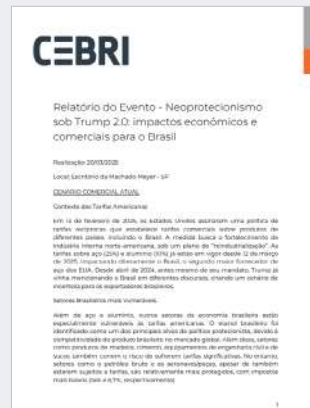 CEBRI
Relatório do Evento - Neoprotecionismo
sob Trump 2.0: impactos econômicos e
comerciais para o Brasil
Realização: 20/03/2025
Local: Escritório da Machado Meyer - SP
CENÁRIO COMERCIAL ATUAL
Contexto das Tarifas Americanas
Em 12 de fevereiro de 2025, os Estados Unidos assinaram uma política de
tarifas recíprocas que estabelece tarifas comerciais sobre produtos de
diferentes países, incluindo o Brasil. A medida busca o fortalecimento da
indústria interna norte-americana, sob um plano de "reindustrialização". As
tarifas sobre aço (25%) e alumínio (10%) já estão em vigor desde 12 de março
de 2025, impactando diretamente o Brasil, o segundo maior fornecedor de
aço dos EUA. Desde abril de 2024, antes mesmo de seu mandato, Trump já
vinha mencionando o Brasil em diferentes discursos, criando um cenário de
incerteza para os exportadores brasileiros.
Setores Brasileiros mais Vulneráveis
Além de aço e alumínio, outros setores da economia brasileira estão
especialmente vulneráveis às tarifas americanas. O etanol brasileiro foi
identificado como um dos principais alvos da política protecionista, devido à
competitividade do produto brasileiro no mercado global. Além disso, setores
como produtos de madeira, cimento, equipamentos de engenharia civil e de
sucos também correm o risco de sofrerem tarifas significativas. No entanto,
setores como o petróleo bruto e as aeronaves/peças, apesar de também
estarem sujeitos a tarifas, são relativamente mais protegidos, com impostos
mais baixos
1